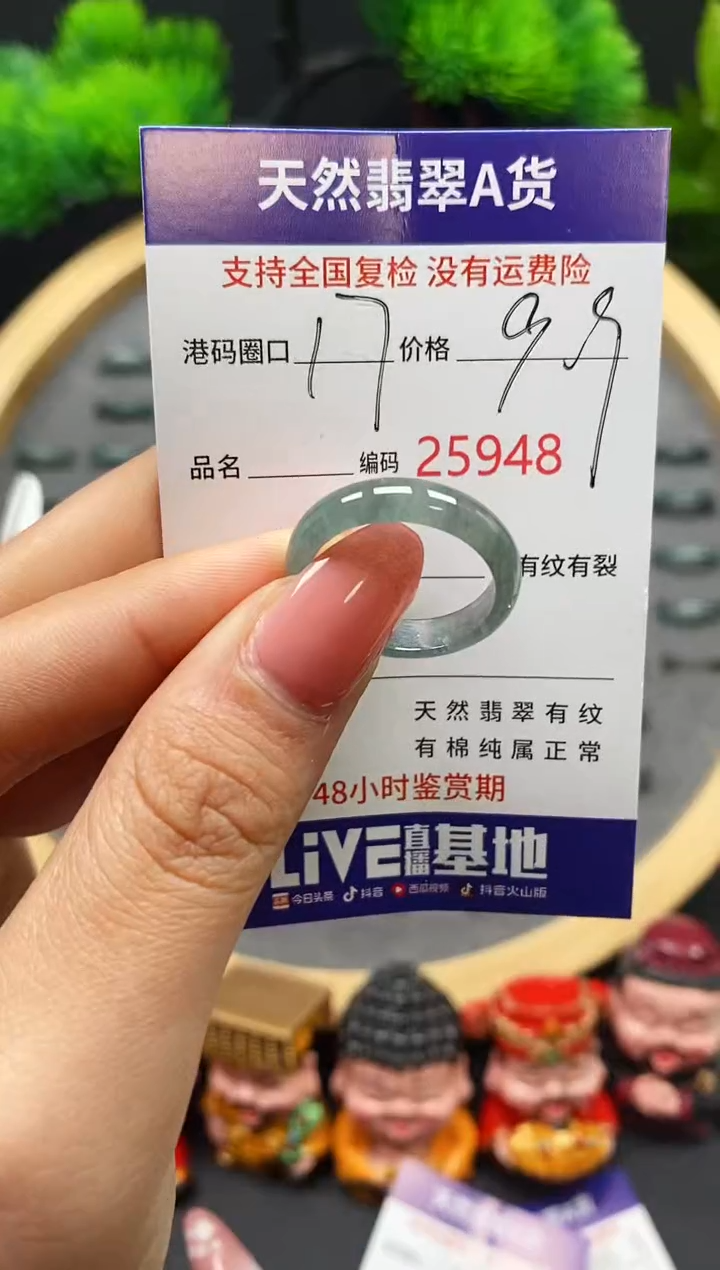 天然翡翠A货
支持全国复检 没有运费险
港码圈口 17 价格 99
品名 编码 25948
有纹有裂
天然翡翠有纹
有棉纯属正常
48小时鉴赏期
LiVE直播基地
今日头条 抖音 西瓜视频 抖音火山版